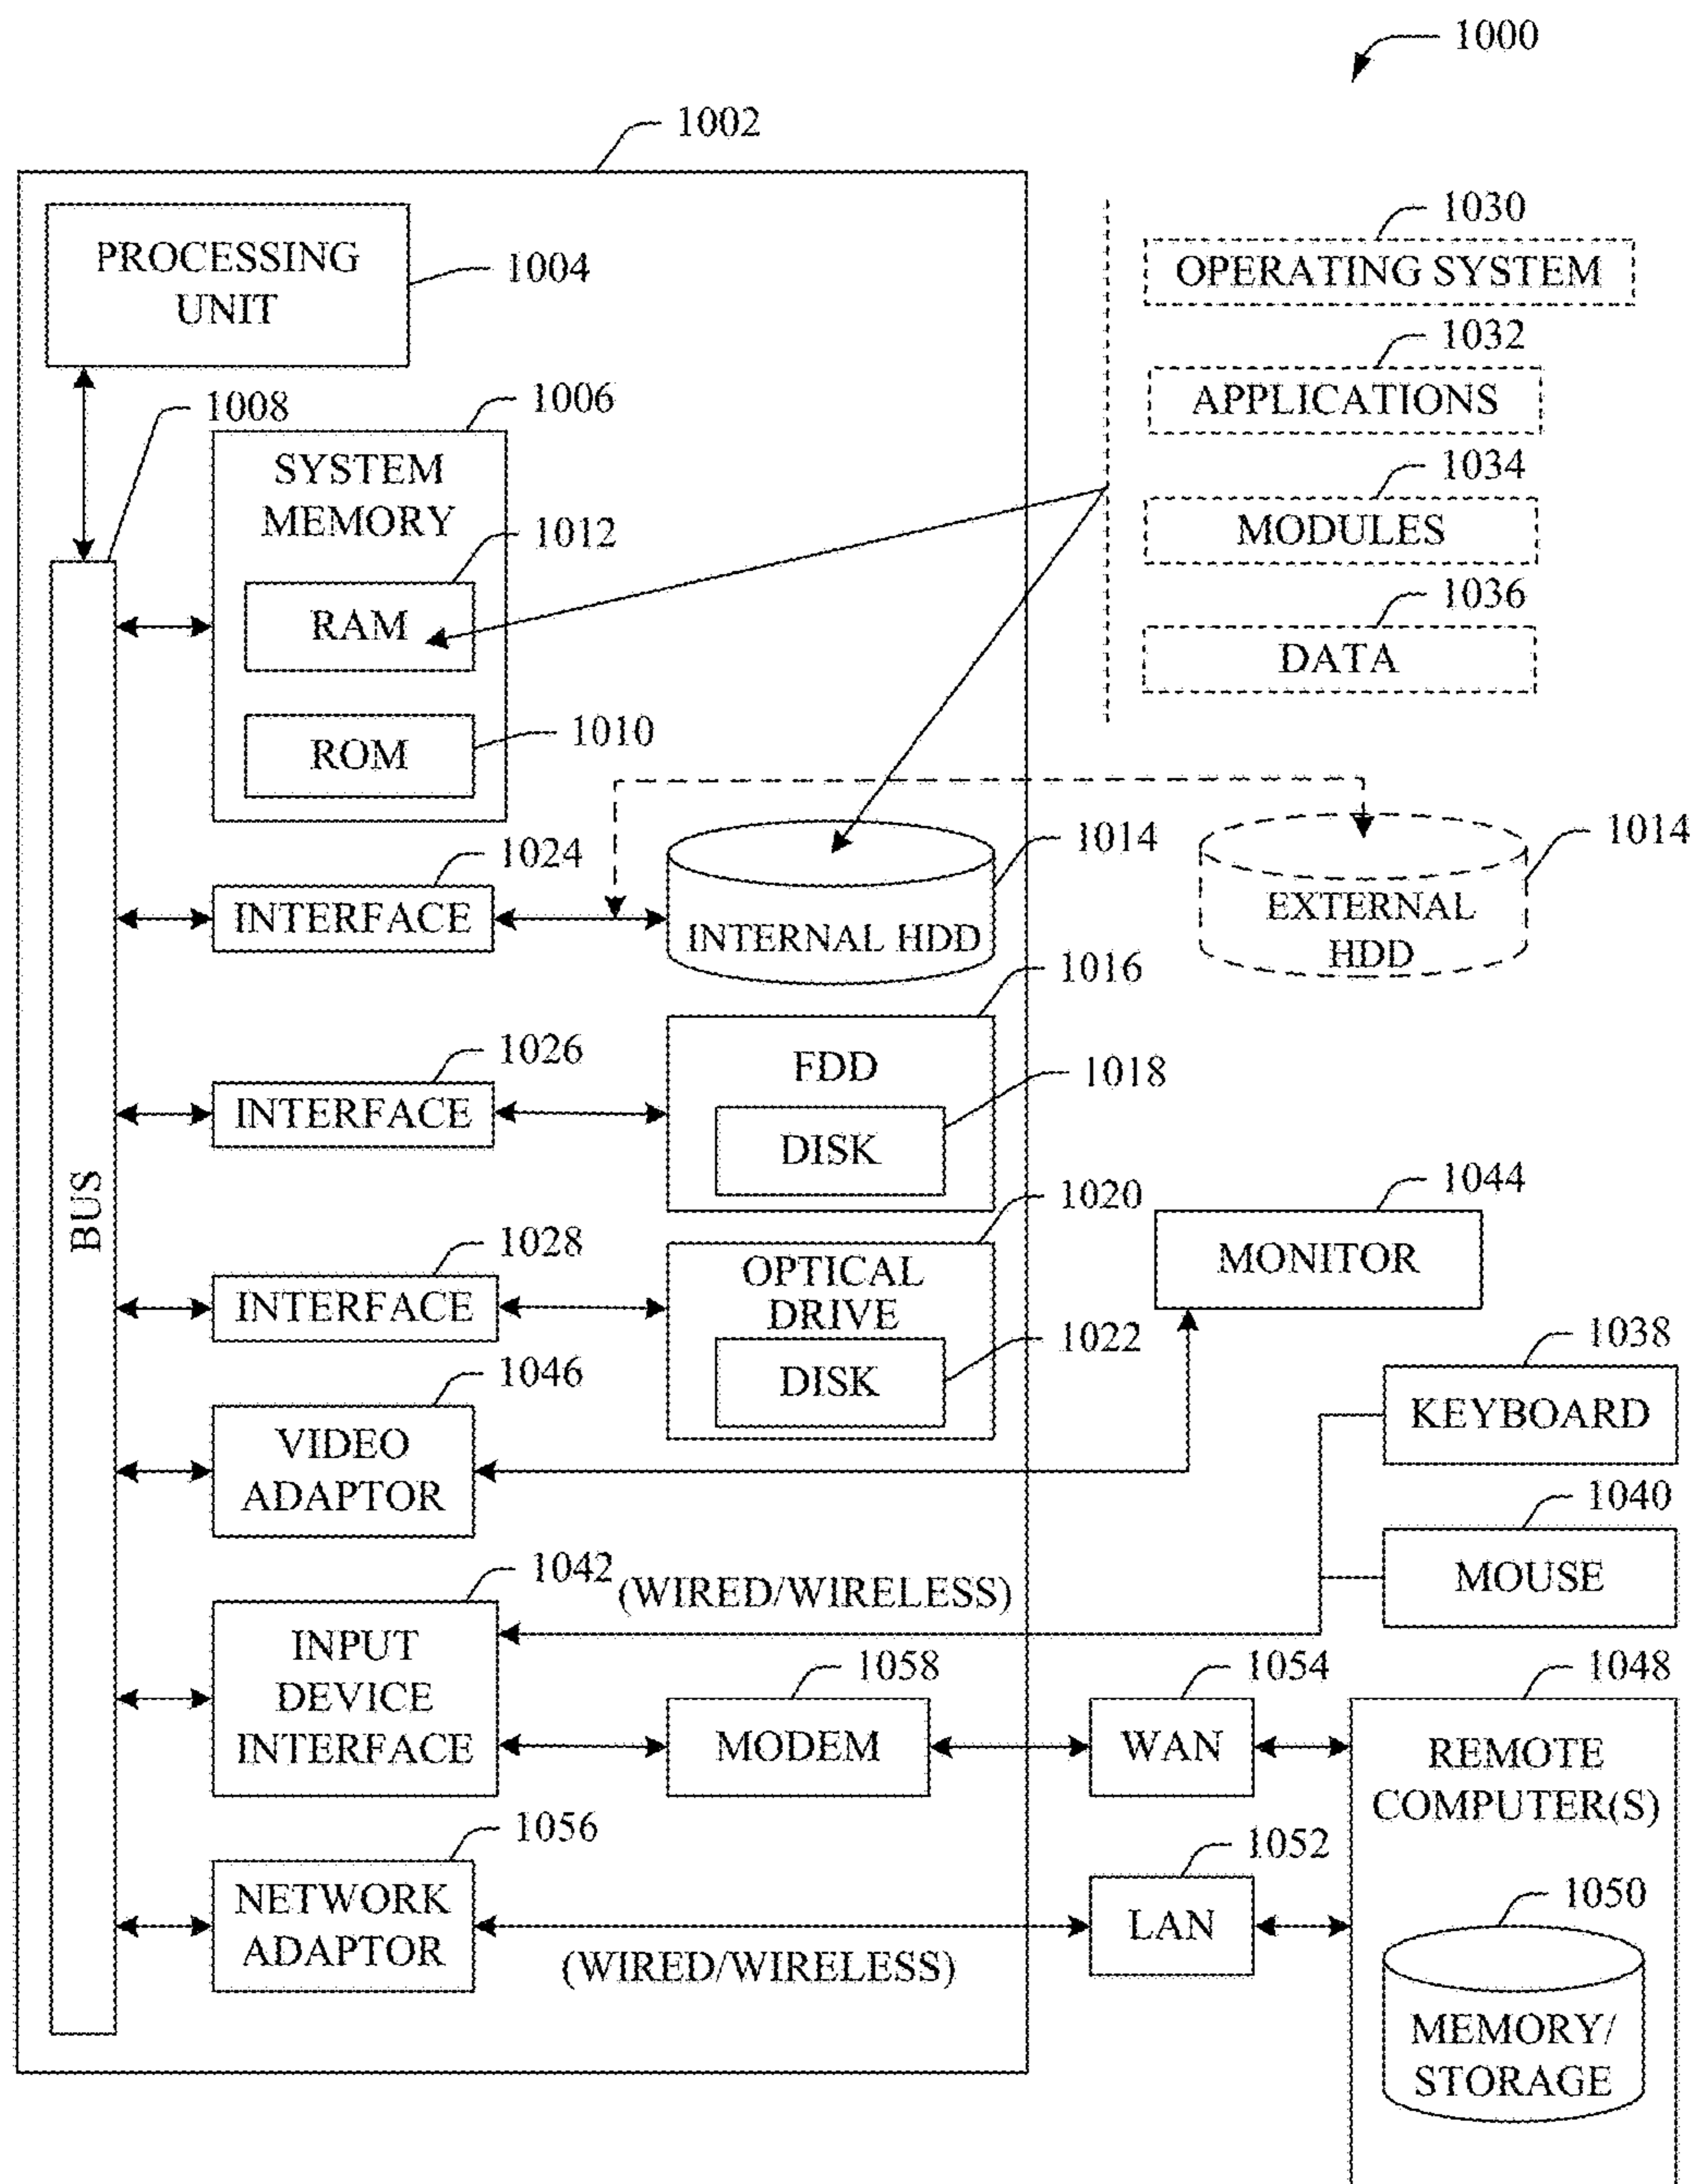 1000
1002
PROCESSING
UNIT
1004
1030
OPERATING SYSTEM
1032
APPLICATIONS
1034
MODULES
1036
DATA
1008
1006
SYSTEM
MEMORY
1012
RAM
1010
ROM
BUS
1024
INTERFACE
1014
INTERNAL HDD
1014
EXTERNAL
HDD
1026
INTERFACE
1016
FDD
1018
DISK
1028
INTERFACE
1020
OPTICAL
DRIVE
1022
DISK
1044
MONITOR
1046
VIDEO
ADAPTOR
1038
KEYBOARD
1040
MOUSE
1042
(WIRED/WIRELESS)
INPUT
DEVICE
INTERFACE
1058
MODEM
1054
WAN
1048
REMOTE
COMPUTER(S)
1056
NETWORK
ADAPTOR
(WIRED/WIRELESS)
1052
LAN
1050
MEMORY/
STORAGE